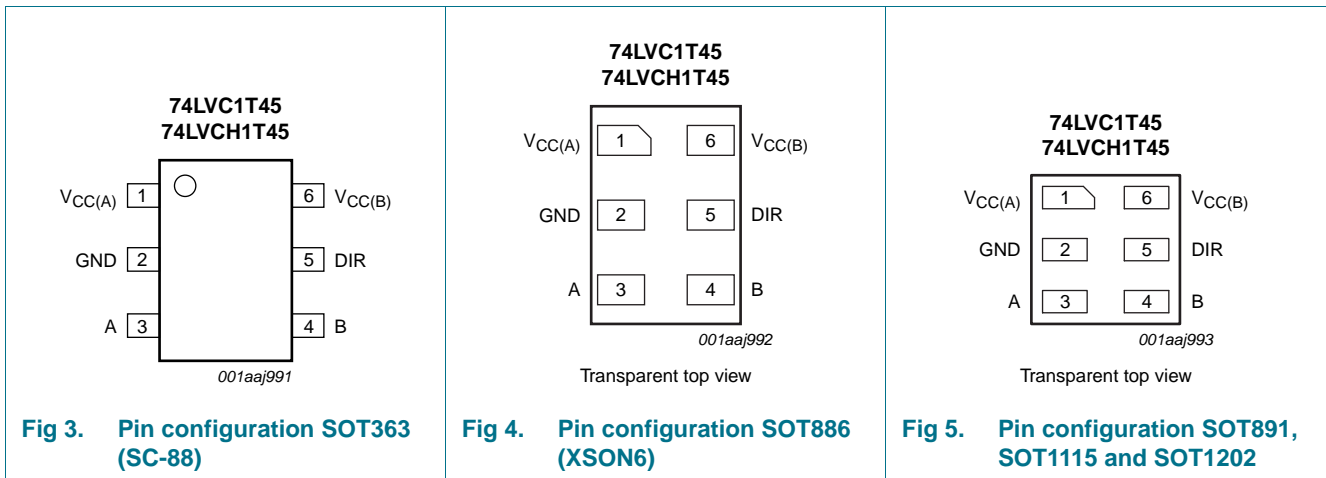 74LVC1T45
74LVCH1T45
VCC(A) 1 6 VCC(B)
GND 2 5 DIR
A 3 4 B
001aaj991
Fig 3. Pin configuration SOT363
(SC-88)
74LVC1T45
74LVCH1T45
VCC(A) 1 6 VCC(B)
GND 2 5 DIR
A 3 4 B
001aaj992
Transparent top view
Fig 4. Pin configuration SOT886
(XSON6)
74LVC1T45
74LVCH1T45
VCC(A) 1 6 VCC(B)
GND 2 5 DIR
A 3 4 B
001aaj993
Transparent top view
Fig 5. Pin configuration SOT891,
SOT1115 and SOT1202